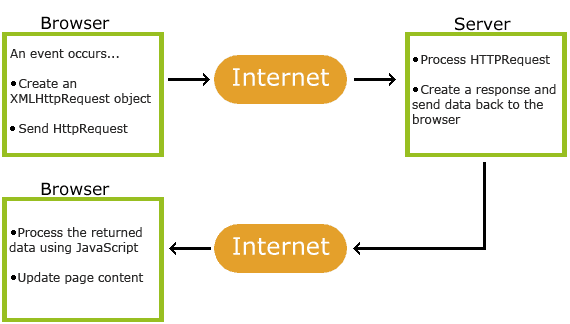 Browser
An event occurs...
•Create an
XMLHttpRequest object
•Send HttpRequest
Internet
Server
•Process HTTPRequest
•Create a response and
send data back to the
browser
Browser
•Process the returned
data using JavaScript
•Update page content
Internet